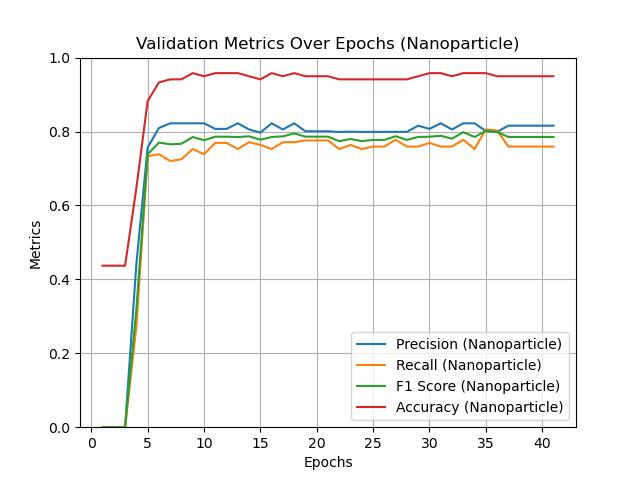 Validation Metrics Over Epochs (Nanoparticle)
Metrics
1.0
0.8
0.6
0.4
0.2
0.0
Precision (Nanoparticle)
Recall (Nanoparticle)
F1 Score (Nanoparticle)
Accuracy (Nanoparticle)
0 5 10 15 20 25 30 35 40
Epochs